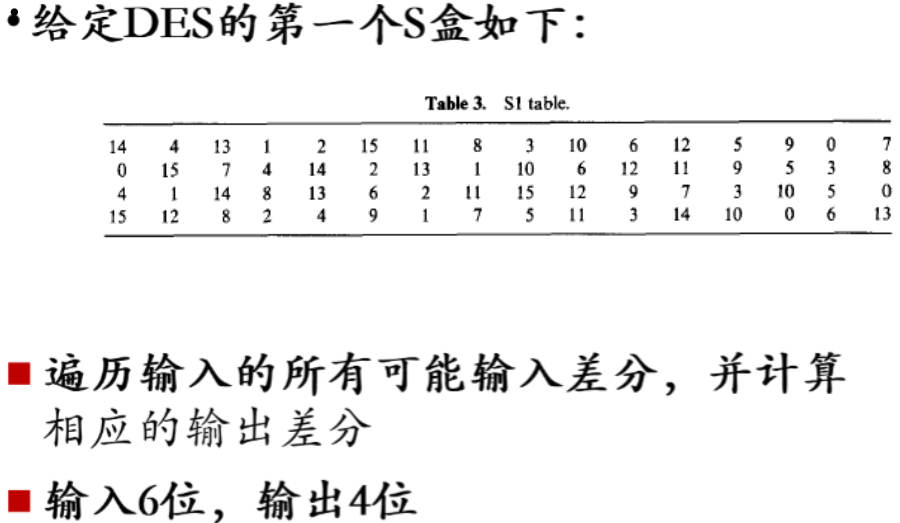 • 给定DES的第一个S盒如下：
Table 3. S1 table.
14 4 13 1 2 15 11 8 3 10 6 12 5 9 0 7
0 15 7 4 14 2 13 1 10 6 12 11 9 5 3 8
4 1 14 8 13 6 2 11 15 12 9 7 3 10 5 0
15 12 8 2 4 9 1 7 5 11 3 14 10 0 6 13
■ 遍历输入的所有可能输入差分，并计算
相应的输出差分
■ 输入6位，输出4位